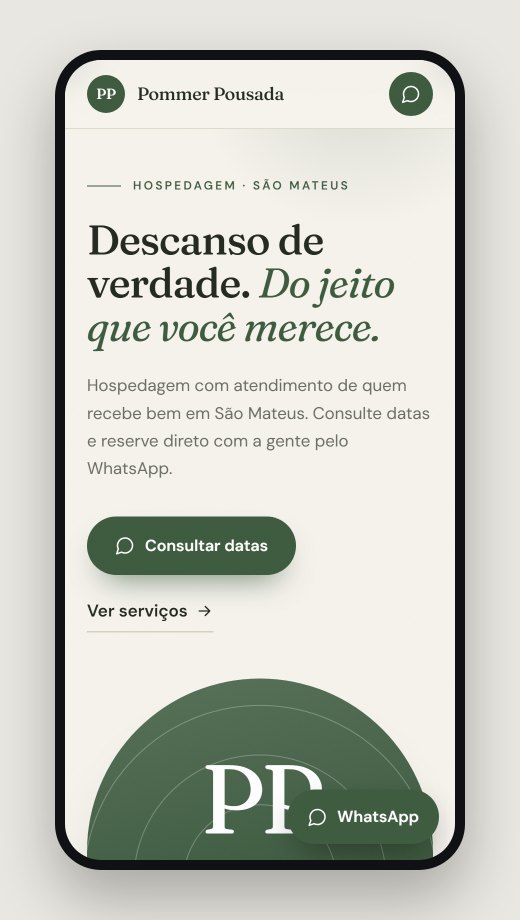 PP Pommer Pousada
HOSPEDAGEM · SÃO MATEUS
Descanso de
verdade. Do jeito
que você merece.
Hospedagem com atendimento de quem
recebe bem em São Mateus. Consulte datas
e reserve direto com a gente pelo
WhatsApp.
Consultar datas
Ver serviços →
PP
WhatsApp